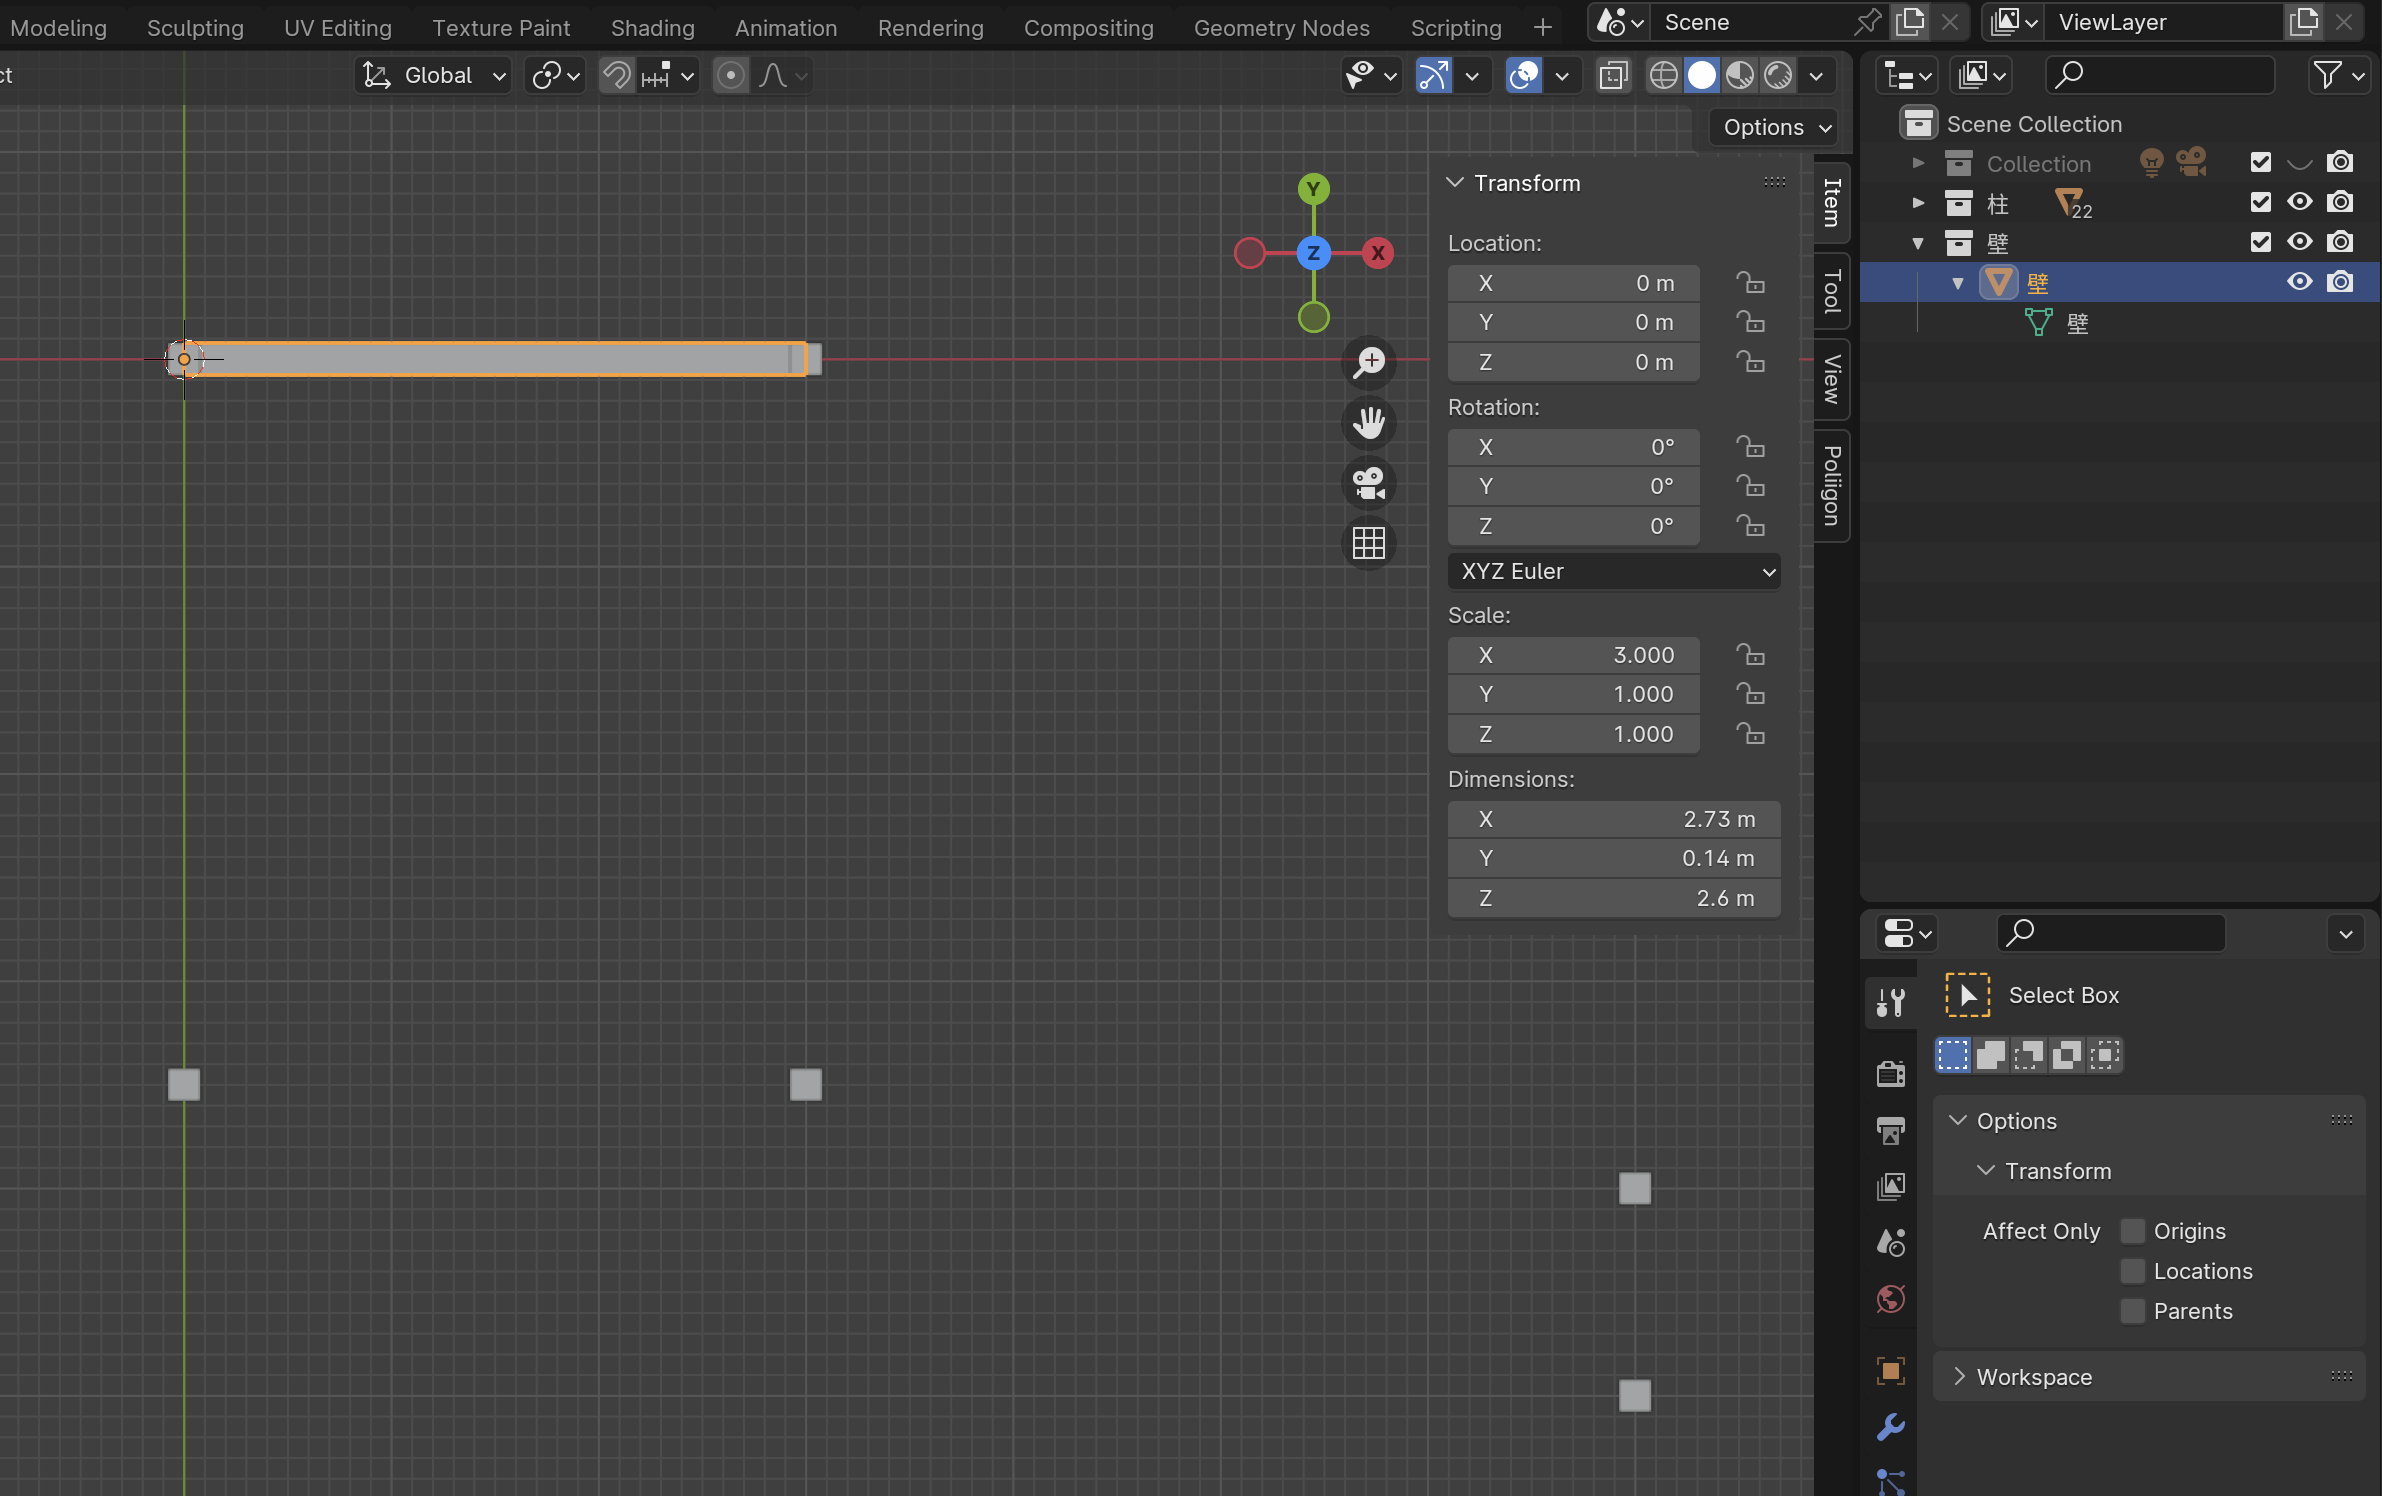 Modeling Sculpting UV Editing Texture Paint Shading Animation Rendering Compositing Geometry Nodes Scripting + Scene ViewLayer
ct Global
Options
Y
Z X
Transform
Location:
X 0 m
Y 0 m
Z 0 m
Rotation:
X 0°
Y 0°
Z 0°
XYZ Euler
Scale:
X 3.000
Y 1.000
Z 1.000
Dimensions:
X 2.73 m
Y 0.14 m
Z 2.6 m
Item
Tool
View
Poliigon
Scene Collection
Collection
柱 22
壁
壁
壁
Select Box
Options
Transform
Affect Only Origins
Locations
Parents
Workspace